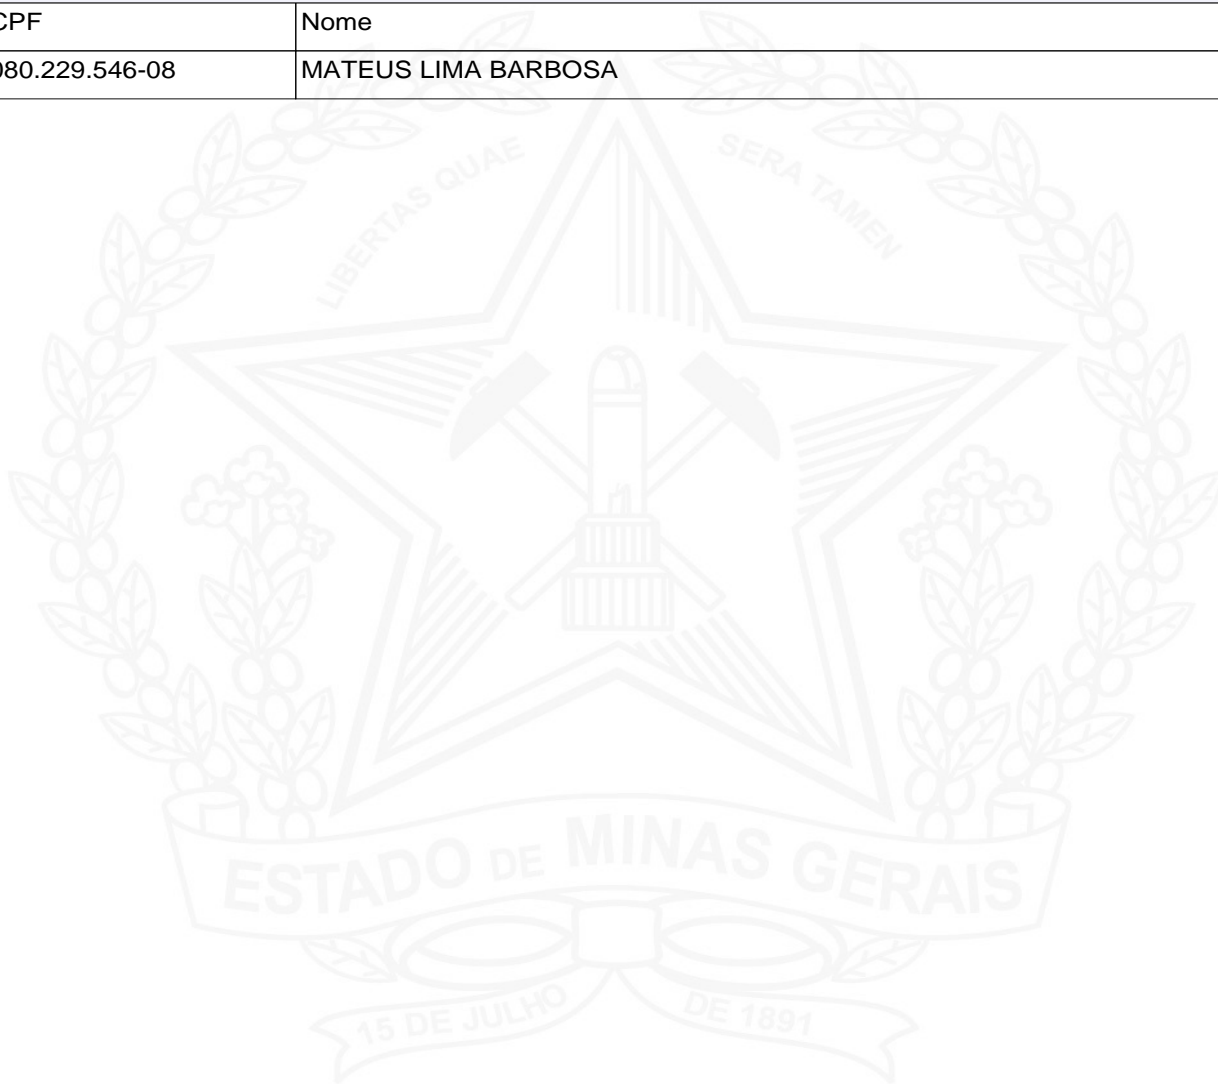 CPF Nome
080.229.546-08 MATEUS LIMA BARBOSA
LIBERTAS QUAE SERA TAMEN
ESTADO DE MINAS GERAIS
15 DE JULHO DE 1891